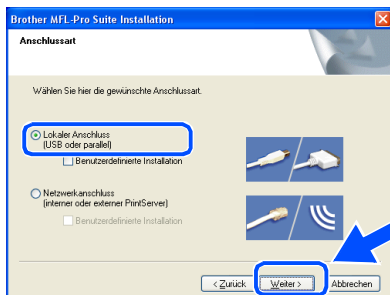 Brother MFL-Pro Suite Installation
Anschlussart
Wählen Sie hier die gewünschte Anschlussart.
Lokaler Anschluss
(USB oder parallel)
Benutzerdefinierte Installation
Netzwerkanschluss
(interner oder externer PrintServer)
Benutzerdefinierte Installation
< Zurück Weiter > Abbrechen